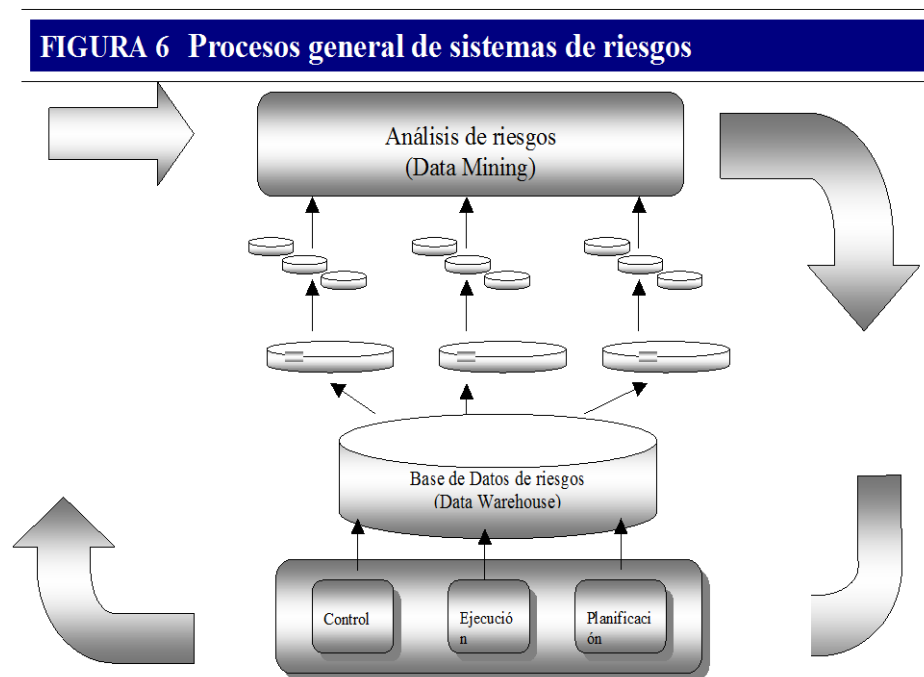 FIGURA 6 Procesos general de sistemas de riesgos
Análisis de riesgos
(Data Mining)
Base de Datos de riesgos
(Data Warehouse)
Control
Ejecució
n
Planificaci
ón